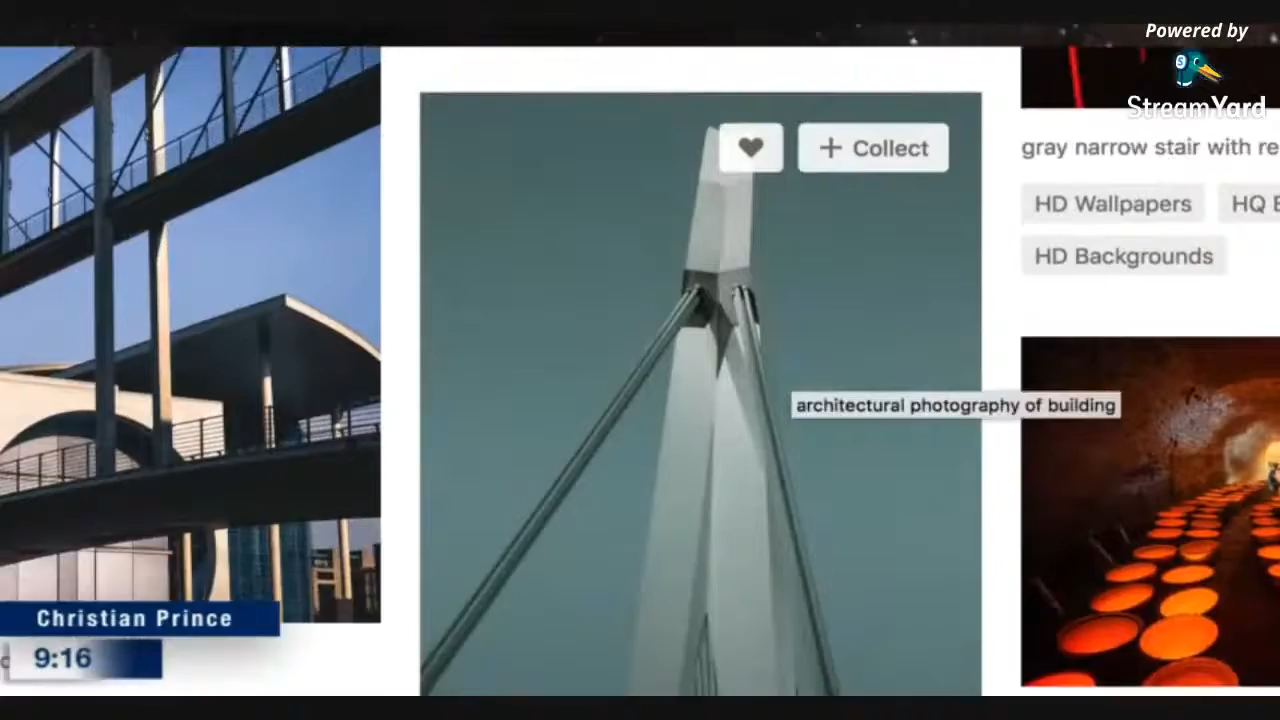 Powered by
StreamYard
Collect
gray narrow stair with re
HD Wallpapers
HQ
HD Backgrounds
architectural photography of building
Christian Prince
9:16